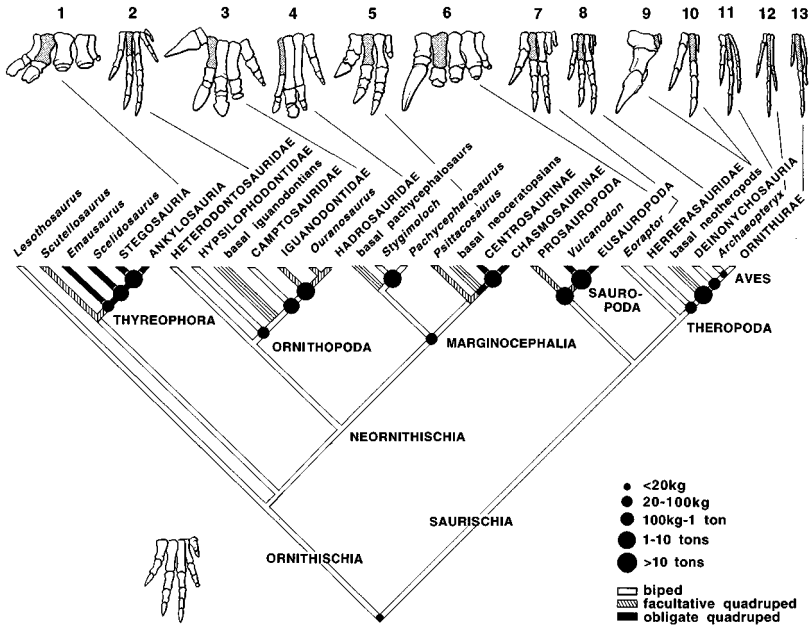 1 2 3 4 5 6 7 8 9 10 11 12 13
Lesothosaurus
Scutellosaurus
Emausaurus
Scelidosaurus
STEGOSAURIA
ANKYLOSAURIA
HETERODONTOSAURIDAE
HYPSILOPHODONTIDAE
basal iguanodontians
CAMPTOSAURIDAE
IGUANODONTIDAE
Ouranosaurus
HADROSAURIDAE
basal pachycephalosaurs
Stygimoloch
Pachycephalosaurus
Psittacosaurus
basal neoceratopsians
CENTROSAURINAE
CHASMOSAURINAE
PROSAUROPODA
Vulcanodon
EUSAUROPODA
Eoraptor
HERRERASAURIDAE
basal neotheropods
DEINONYCHOSAURIA
Archaeopteryx
ORNITHURAE
AVES
THYREOPHORA
SAURO-
PODA
THEROPODA
ORNITHOPODA
MARGINOCEPHALIA
NEORNITHISCHIA
SAURISCHIA
ORNITHISCHIA
<20kg
20-100kg
100kg-1 ton
1-10 tons
>10 tons
biped
facultative quadruped
obligate quadruped